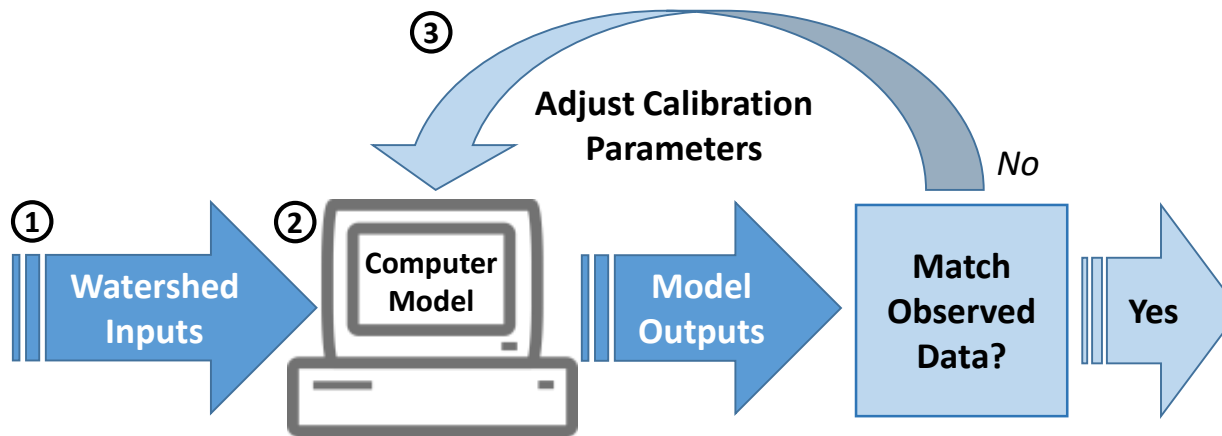 ③
Adjust Calibration
Parameters
No
①
②
Watershed
Inputs
Computer
Model
Model
Outputs
Match
Observed
Data?
Yes